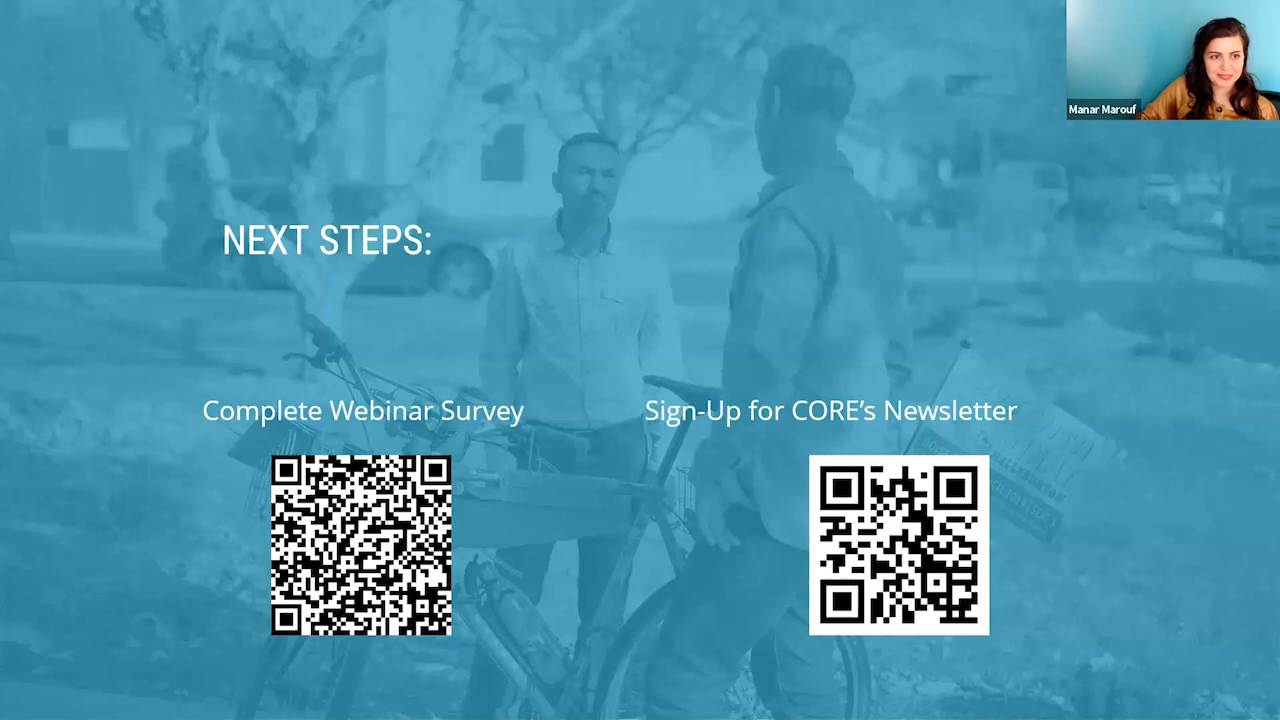 Manar Marouf
NEXT STEPS:
Complete Webinar Survey
Sign-Up for CORE’s Newsletter